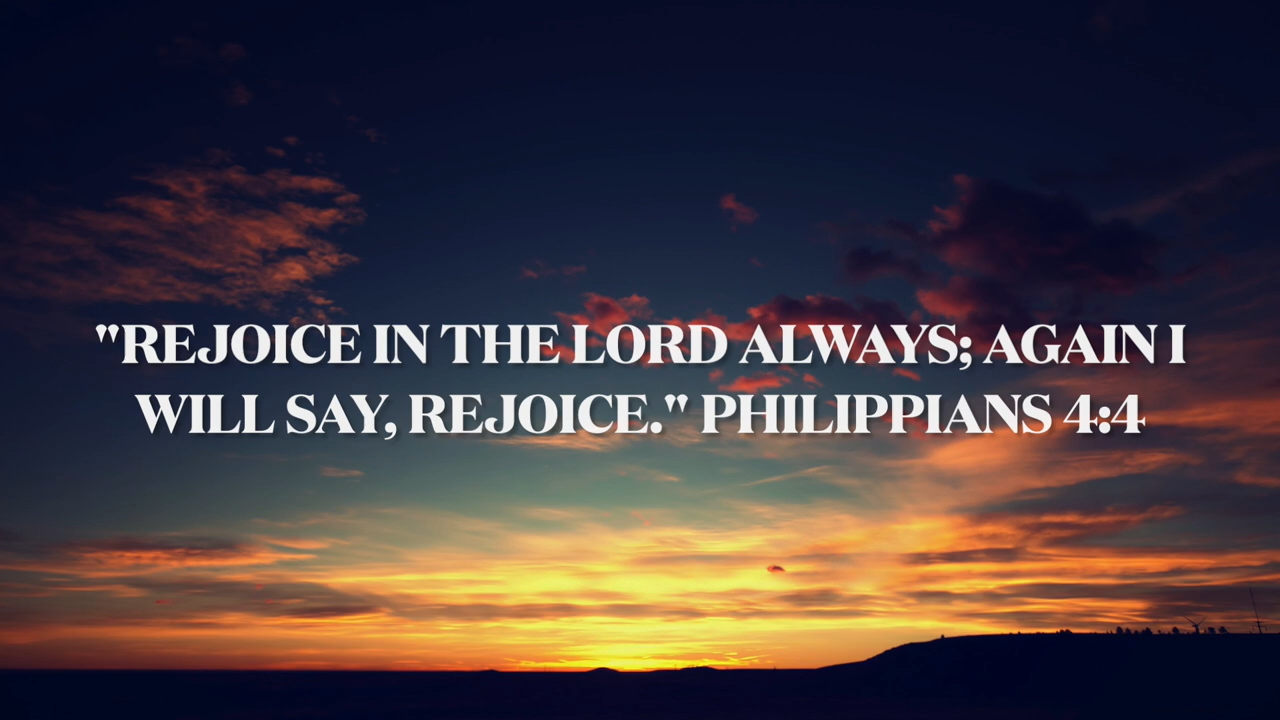 "REJOICE IN THE LORD ALWAYS; AGAIN I
WILL SAY, REJOICE." PHILIPPIANS 4:4